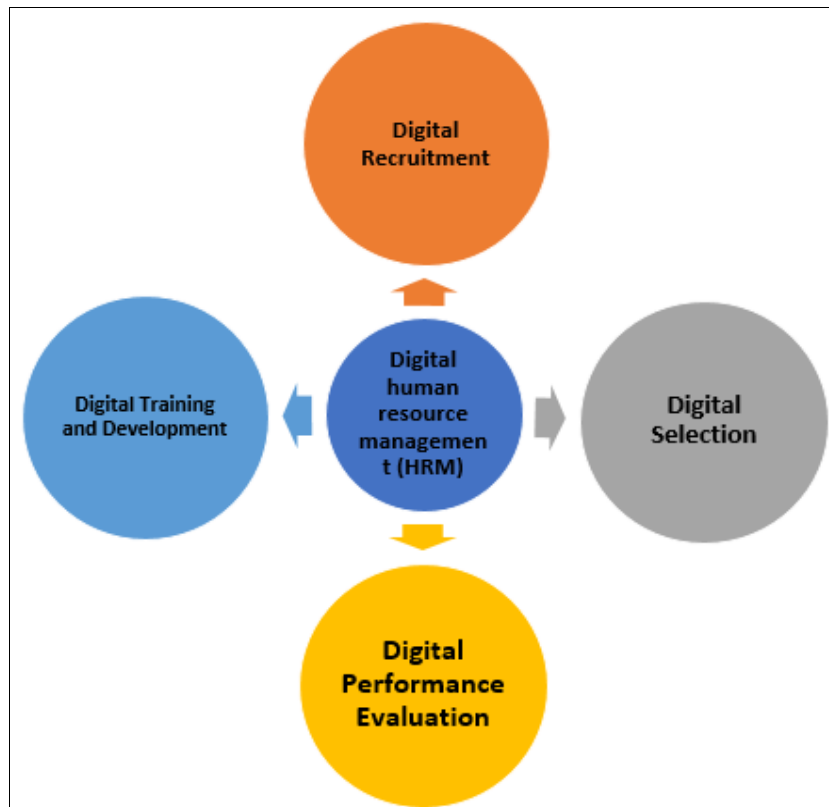 Digital
Recruitment
Digital Training
and Development
Digital
human
resource
managemen
t (HRM)
Digital
Selection
Digital
Performance
Evaluation